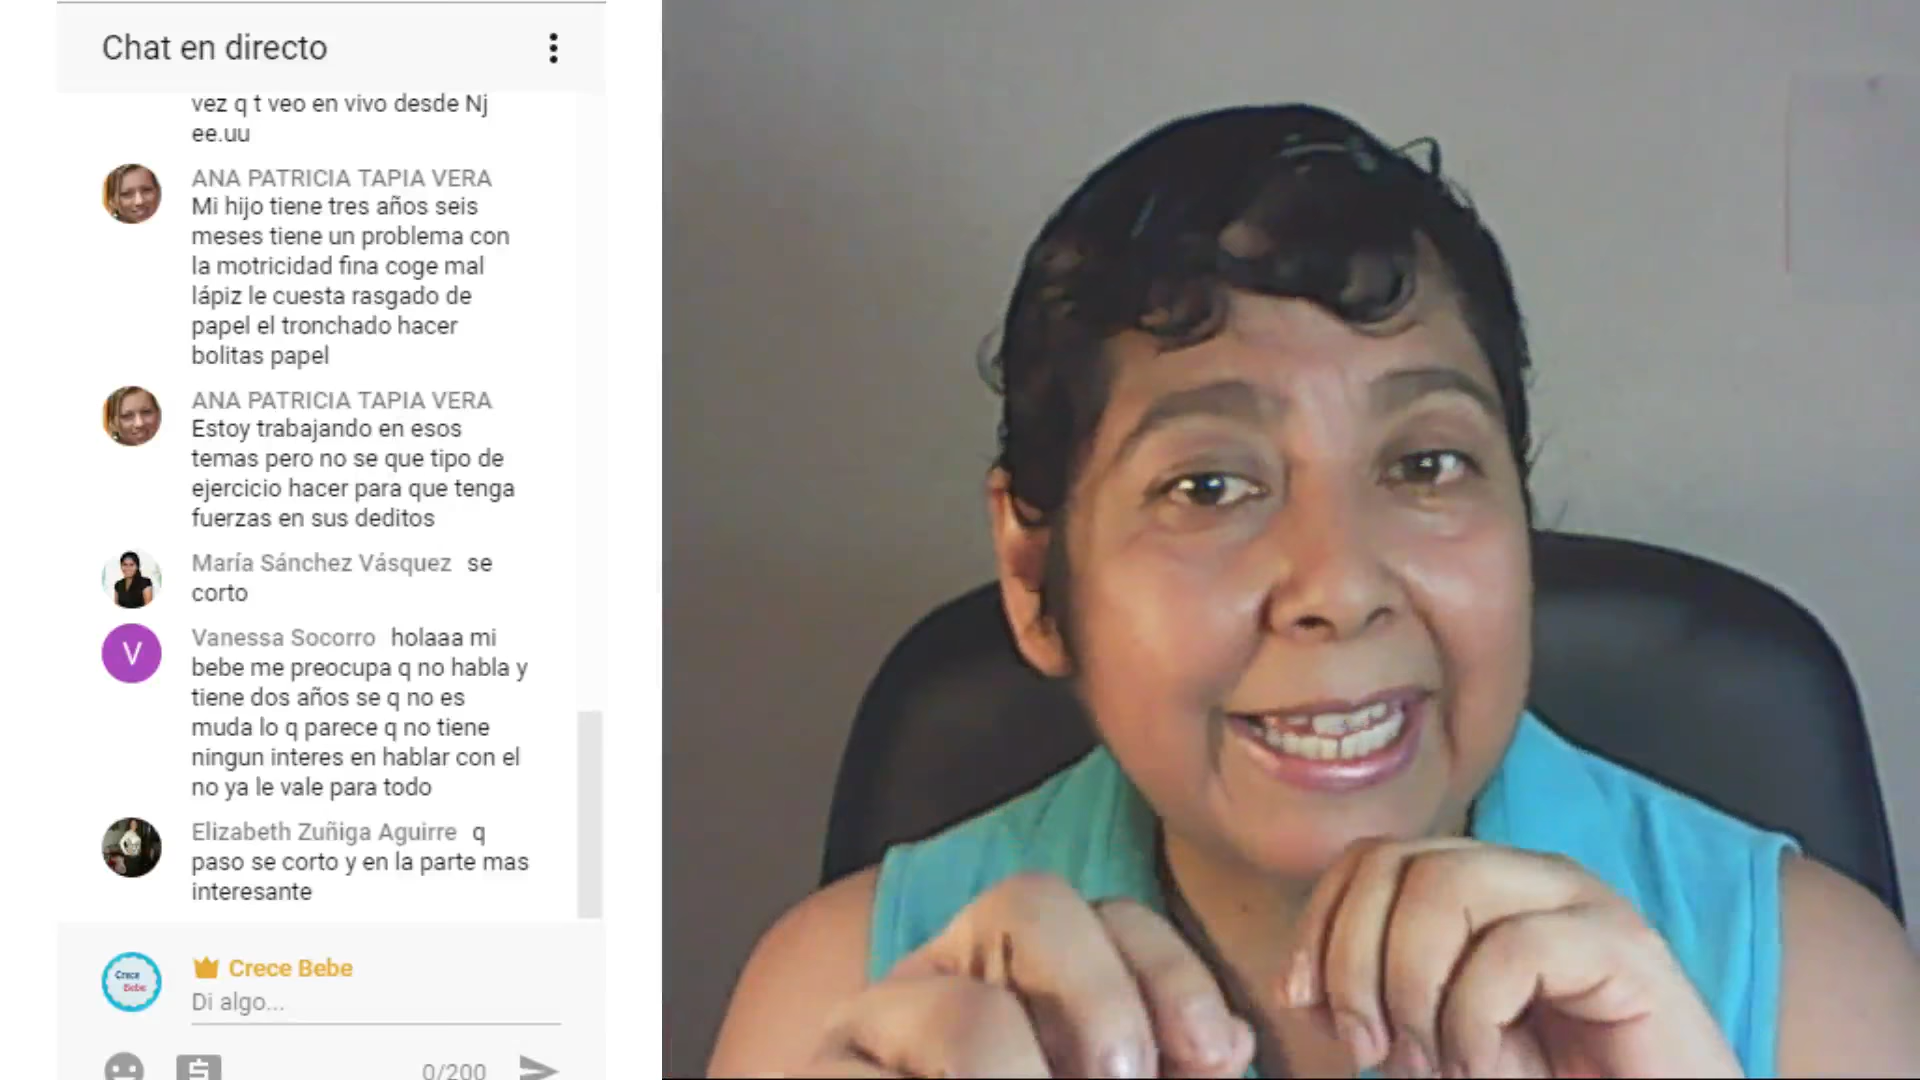 Chat en directo
vez q t veo en vivo desde Nj
ee.uu
ANA PATRICIA TAPIA VERA
Mi hijo tiene tres años seis
meses tiene un problema con
la motricidad fina coge mal
lápiz le cuesta rasgado de
papel el tronchado hacer
bolitas papel
ANA PATRICIA TAPIA VERA
Estoy trabajando en esos
temas pero no se que tipo de
ejercicio hacer para que tenga
fuerzas en sus deditos
María Sánchez Vásquez se
corto
V
Vanessa Socorro holaaa mi
bebe me preocupa q no habla y
tiene dos años se q no es
muda lo q parece q no tiene
ningun interes en hablar con el
no ya le vale para todo
Elizabeth Zuñiga Aguirre q
paso se corto y en la parte mas
interesante
Crece
Bebe
Crece Bebe
Di algo...
$
0/200